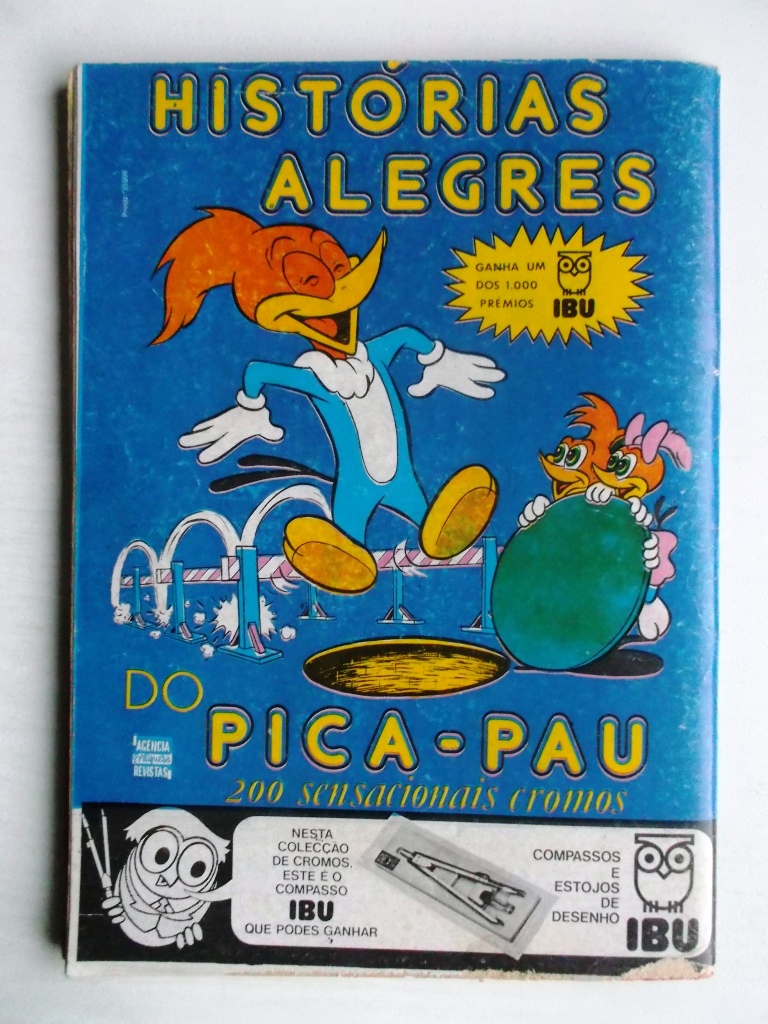 HISTÓRIAS
ALEGRES
GANHA UM
DOS 1.000
PRÉMIOS
IBU
DO
PICA-PAU
"AGÊNCIA
REVISTAS"
200 sensacionais cromos
NESTA
COLECÇÃO
DE CROMOS,
ESTE É O
COMPASSO
IBU
QUE PODES GANHAR
COMPASSOS
E
ESTOJOS
DE
DESENHO
IBU